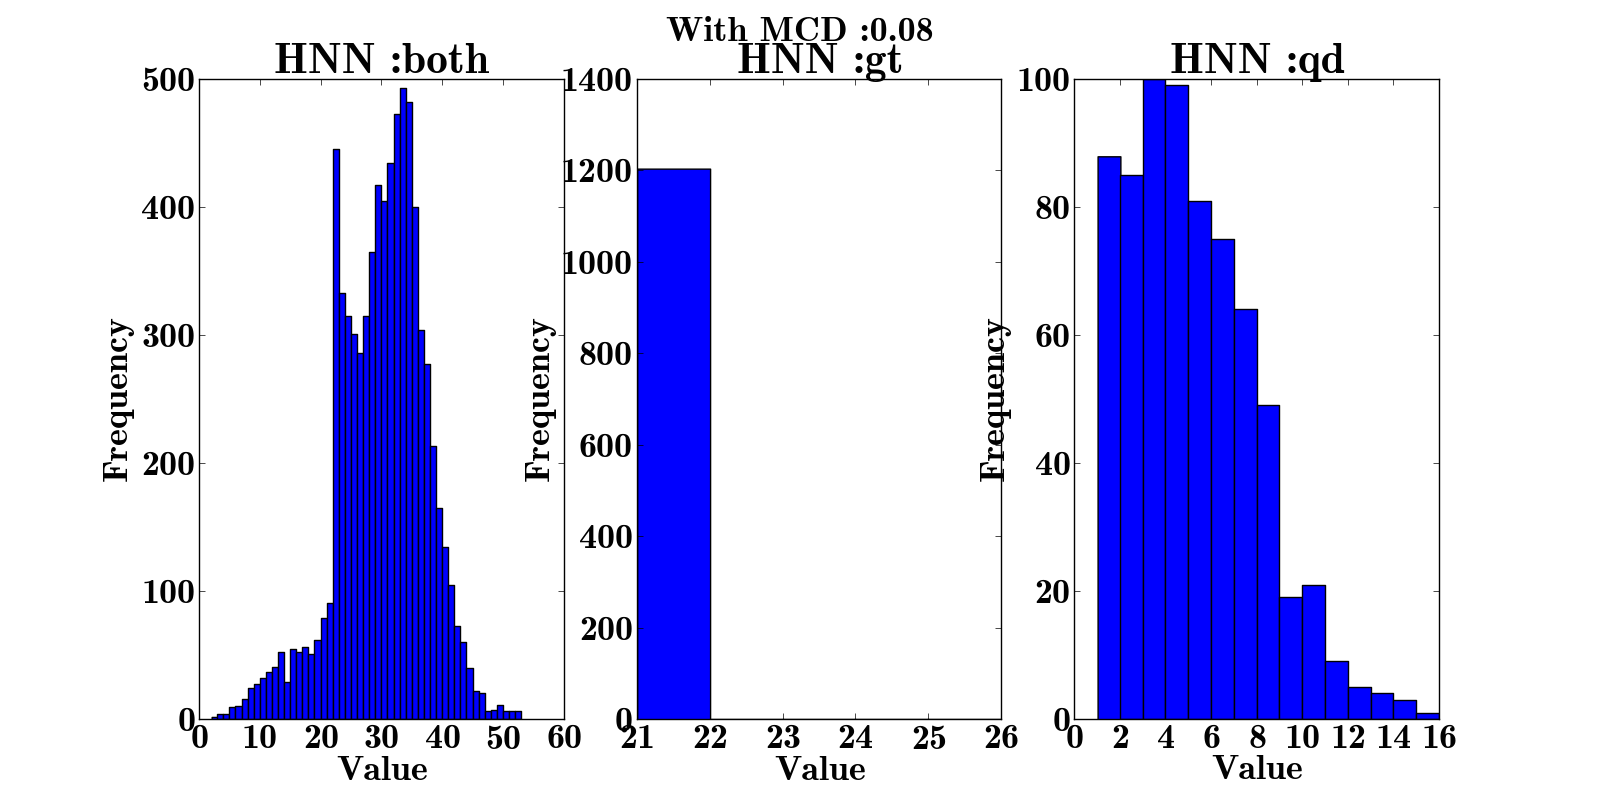 With MCD :0.08
HNN :both
500
400
300
200
100
0
0 10 20 30 40 50 60
Frequency
Value
HNN :gt
1400
1200
1000
800
600
400
200
0
21 22 23 24 25 26
Frequency
Value
HNN :qd
100
80
60
40
20
0
0 2 4 6 8 10 12 14 16
Frequency
Value